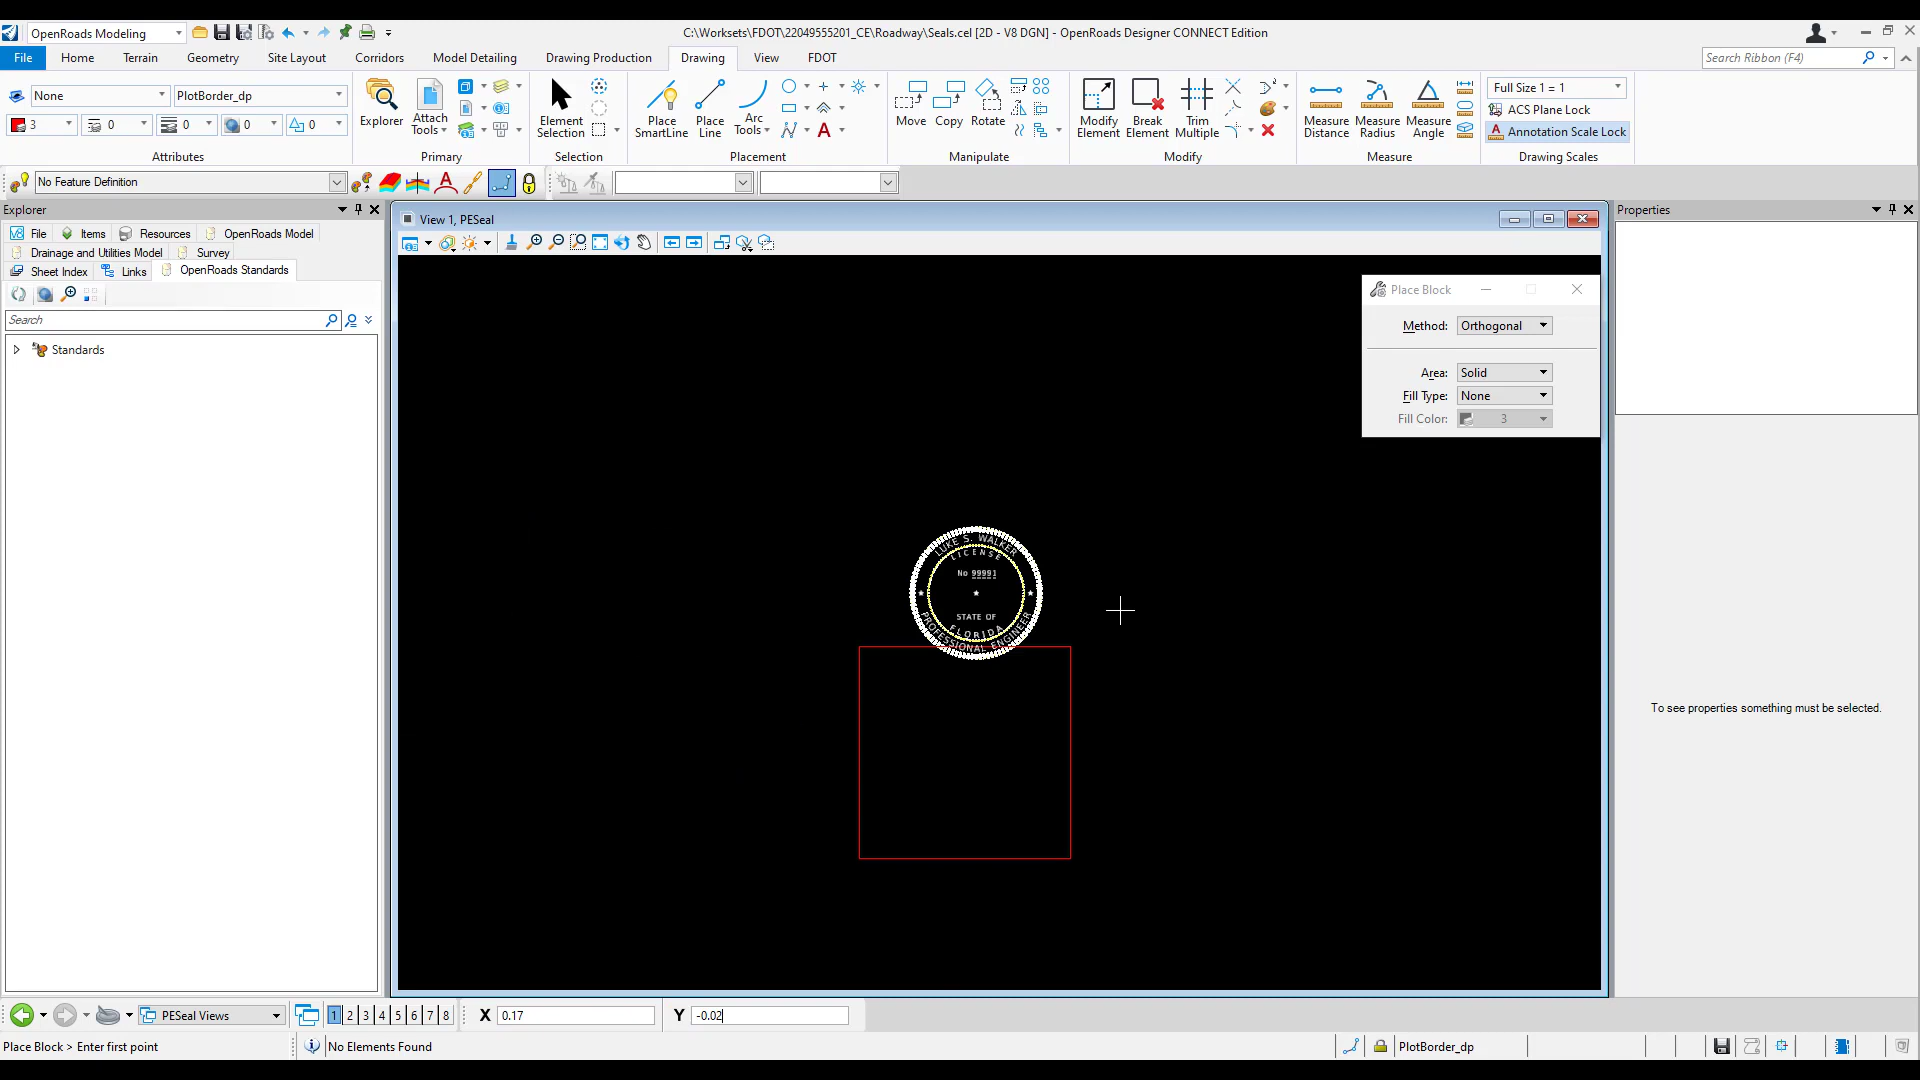 OpenRoads Modeling
C:\Worksets\FDOT\22049555201_CE\Roadway\Seals.cel [2D - V8 DGN] - OpenRoads Designer CONNECT Edition
File Home Terrain Geometry Site Layout Corridors Model Detailing Drawing Production Drawing View FDOT
Search Ribbon (F4)
None PlotBorder_dp
3 0 0 0 0
Attributes
Explorer Attach Tools
Primary
Element Selection
Selection
Place SmartLine Place Line Arc Tools
Placement
Move Copy Rotate
Manipulate
Modify Element Break Element Trim Multiple
Modify
Measure Distance Measure Radius Measure Angle
Measure
Full Size 1 = 1
ACS Plane Lock
Annotation Scale Lock
Drawing Scales
No Feature Definition
Explorer
File Items Resources OpenRoads Model
Drainage and Utilities Model Survey
Sheet Index Links OpenRoads Standards
Search
Standards
View 1, PESeal
Place Block
Method: Orthogonal
Area: Solid
Fill Type: None
Fill Color: 3
LUKE S. WALKER
LICENSE
No 99991
STATE OF
FLORIDA
PROFESSIONAL ENGINEER
Properties
To see properties something must be selected.
PESeal Views 1 2 3 4 5 6 7 8 X 0.17 Y -0.02
Place Block > Enter first point No Elements Found PlotBorder_dp